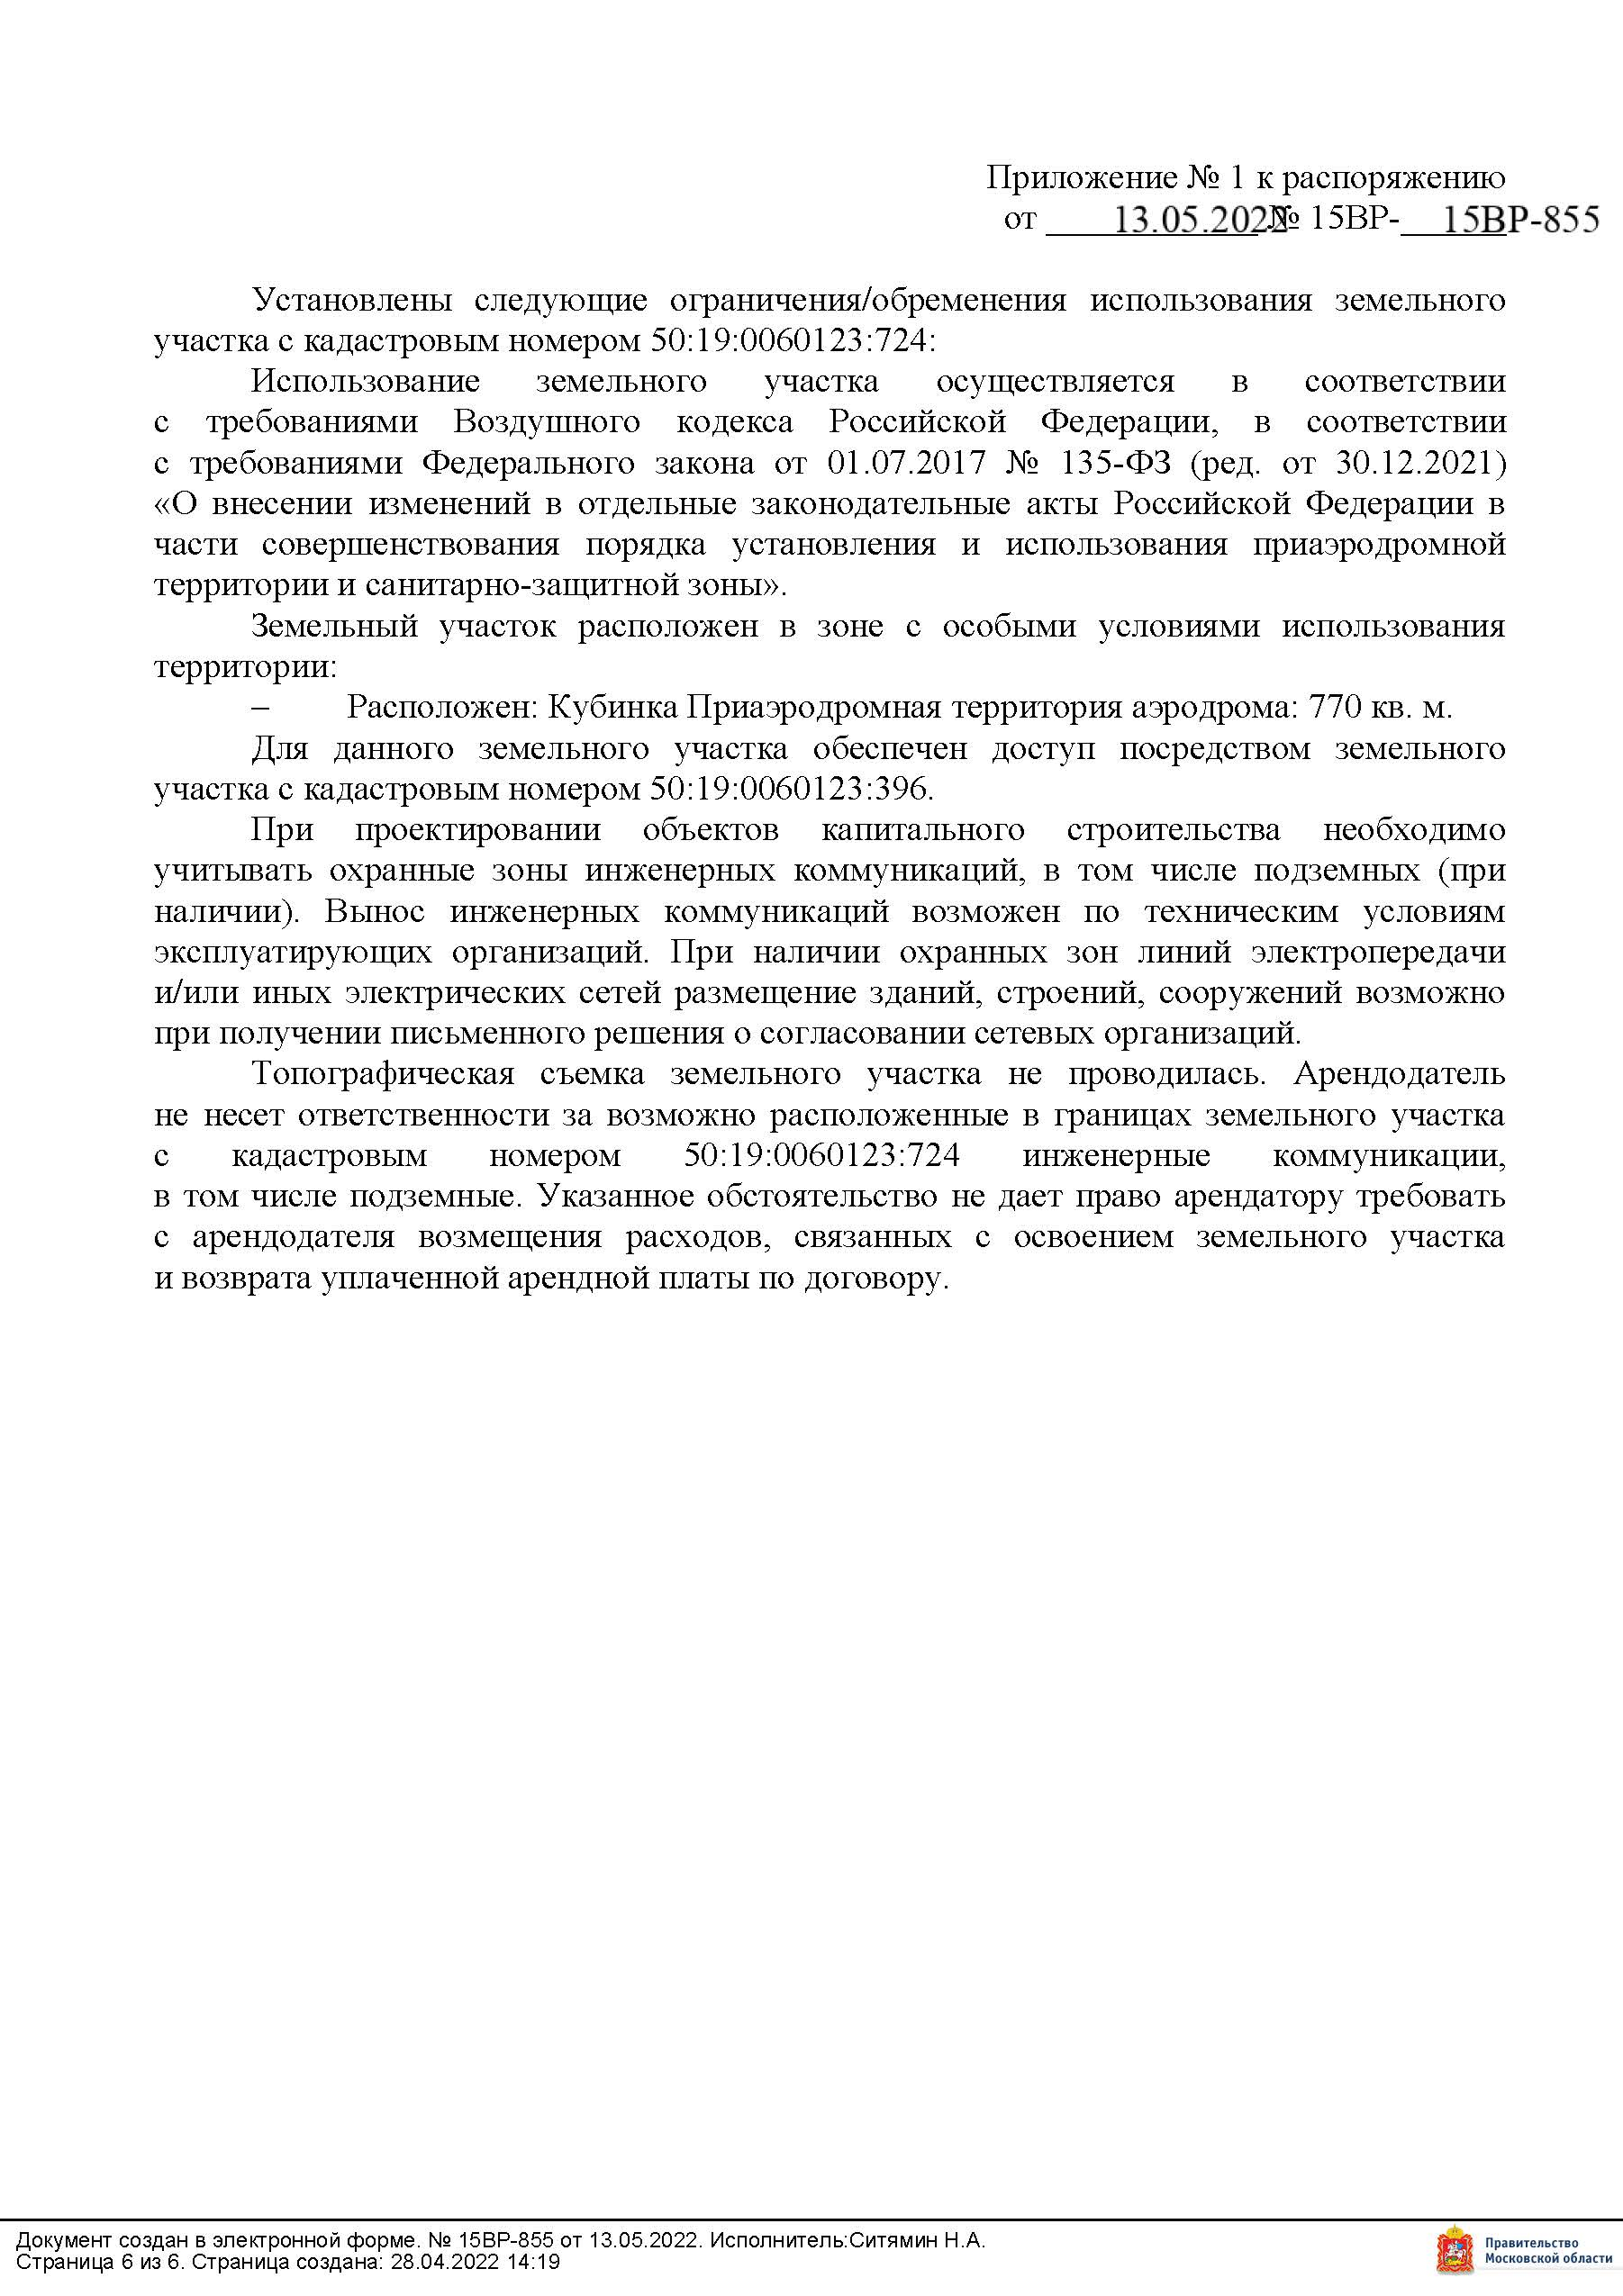 Приложение № 1 к распоряжению
от 13.05.2022 № 15ВР- 15ВР-855
Установлены следующие ограничения/обременения использования земельного
участка с кадастровым номером 50:19:0060123:724:
Использование земельного участка осуществляется в соответствии
с требованиями Воздушного кодекса Российской Федерации, в соответствии
с требованиями Федерального закона от 01.07.2017 № 135-ФЗ (ред. от 30.12.2021)
«О внесении изменений в отдельные законодательные акты Российской Федерации в
части совершенствования порядка установления и использования приаэродромной
территории и санитарно-защитной зоны».
Земельный участок расположен в зоне с особыми условиями использования
территории:
– Расположен: Кубинка Приаэродромная территория аэродрома: 770 кв. м.
Для данного земельного участка обеспечен доступ посредством земельного
участка с кадастровым номером 50:19:0060123:396.
При проектировании объектов капитального строительства необходимо
учитывать охранные зоны инженерных коммуникаций, в том числе подземных (при
наличии). Вынос инженерных коммуникаций возможен по техническим условиям
эксплуатирующих организаций. При наличии охранных зон линий электропередачи
и/или иных электрических сетей размещение зданий, строений, сооружений возможно
при получении письменного решения о согласовании сетевых организаций.
Топографическая съемка земельного участка не проводилась. Арендодатель
не несет ответственности за возможно расположенные в границах земельного участка
с кадастровым номером 50:19:0060123:724 инженерные коммуникации,
в том числе подземные. Указанное обстоятельство не дает право арендатору требовать
с арендодателя возмещения расходов, связанных с освоением земельного участка
и возврата уплаченной арендной платы по договору.
Документ создан в электронной форме. № 15ВР-855 от 13.05.2022. Исполнитель:Ситямин Н.А.
Страница 6 из 6. Страница создана: 28.04.2022 14:19
Правительство
Московской области